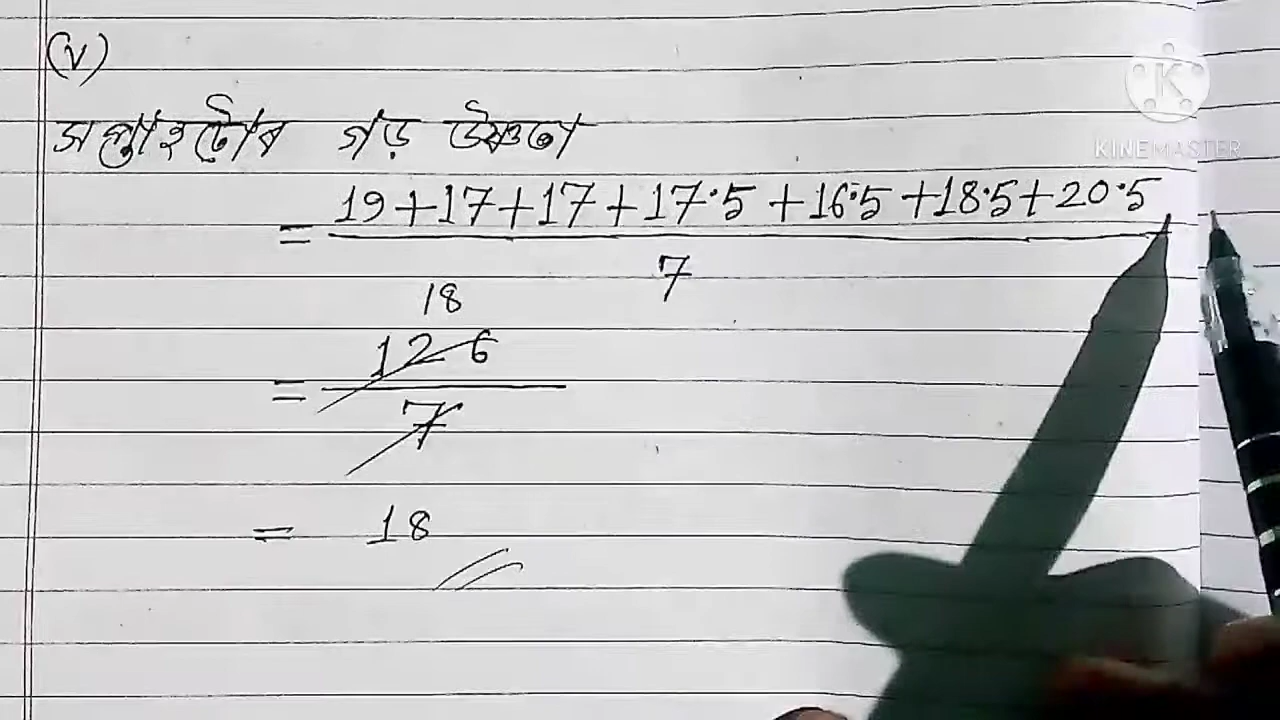 (v)
সপ্তাহটোৰ গড় উষ্ণতা
= 19+17+17+17.5+16.5+18.5+20.5
7
18
= 126
7
= 18
KINEMASTER